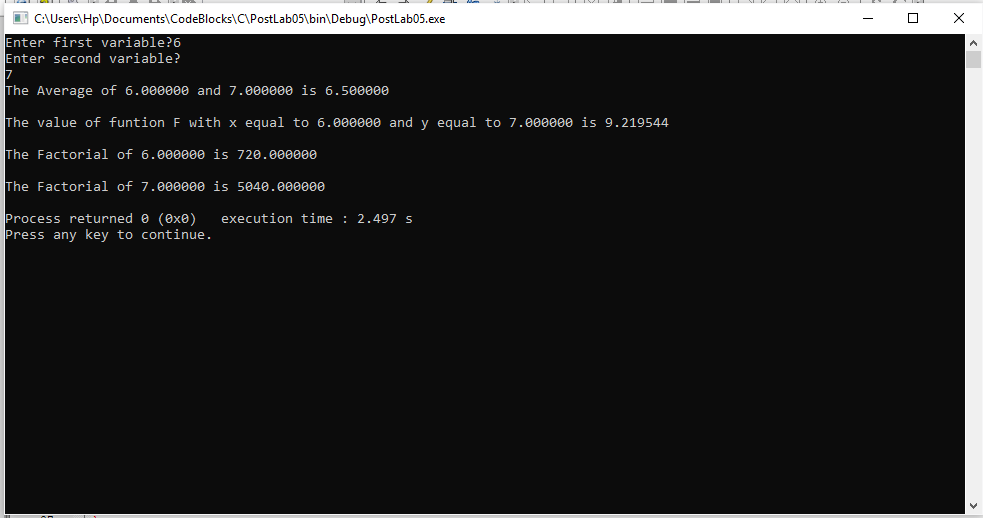 C:\Users\Hp\Documents\CodeBlocks\C\PostLab05\bin\Debug\PostLab05.exe
Enter first variable?6
Enter second variable?
7
The Average of 6.000000 and 7.000000 is 6.500000
The value of funtion F with x equal to 6.000000 and y equal to 7.000000 is 9.219544
The Factorial of 6.000000 is 720.000000
The Factorial of 7.000000 is 5040.000000
Process returned 0 (0x0)   execution time : 2.497 s
Press any key to continue.